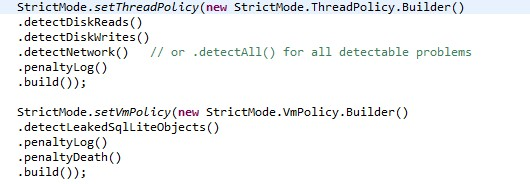 StrictMode.setThreadPolicy(new StrictMode.ThreadPolicy.Builder()
.detectDiskReads()
.detectDiskWrites()
.detectNetwork()   // or .detectAll() for all detectable problems
.penaltyLog()
.build());

StrictMode.setVmPolicy(new StrictMode.VmPolicy.Builder()
.detectLeakedSqlLiteObjects()
.penaltyLog()
.penaltyDeath()
.build());